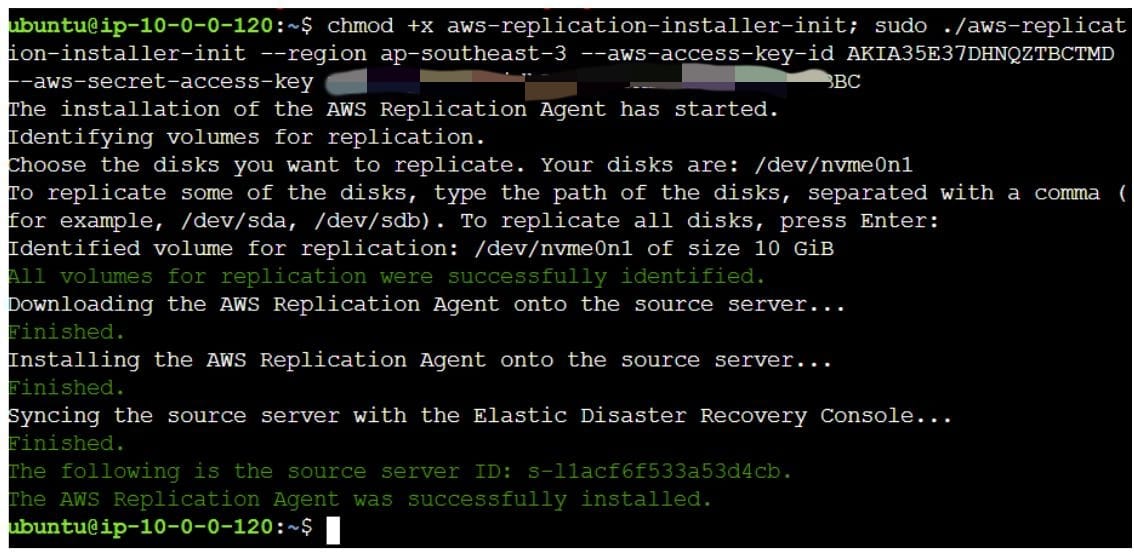 ubuntu@ip-10-0-0-120:~$ chmod +x aws-replication-installer-init; sudo ./aws-replicat
ion-installer-init --region ap-southeast-3 --aws-access-key-id AKIA35E37DHNQZTBCTMD
--aws-secret-access-key BC
The installation of the AWS Replication Agent has started.
Identifying volumes for replication.
Choose the disks you want to replicate. Your disks are: /dev/nvme0n1
To replicate some of the disks, type the path of the disks, separated with a comma (
for example, /dev/sda, /dev/sdb). To replicate all disks, press Enter:
Identified volume for replication: /dev/nvme0n1 of size 10 GiB
All volumes for replication were successfully identified.
Downloading the AWS Replication Agent onto the source server...
Finished.
Installing the AWS Replication Agent onto the source server...
Finished.
Syncing the source server with the Elastic Disaster Recovery Console...
Finished.
The following is the source server ID: s-l1acf6f533a53d4cb.
The AWS Replication Agent was successfully installed.
ubuntu@ip-10-0-0-120:~$